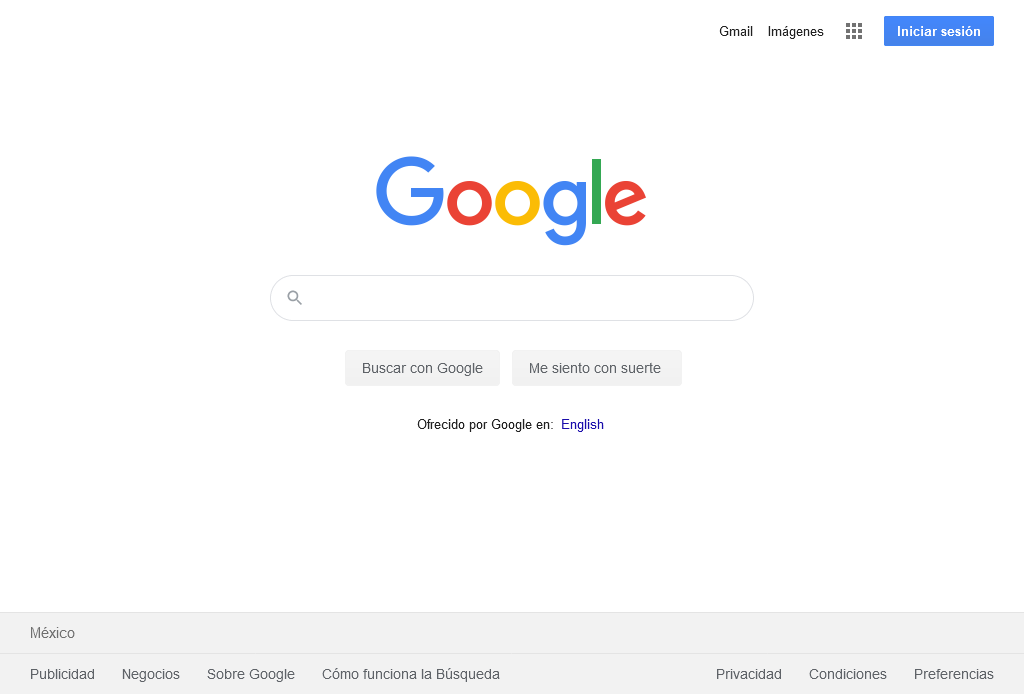 Gmail Imágenes Iniciar sesión
Google
Buscar con Google Me siento con suerte
Ofrecido por Google en: English
México
Publicidad Negocios Sobre Google Cómo funciona la Búsqueda Privacidad Condiciones Preferencias